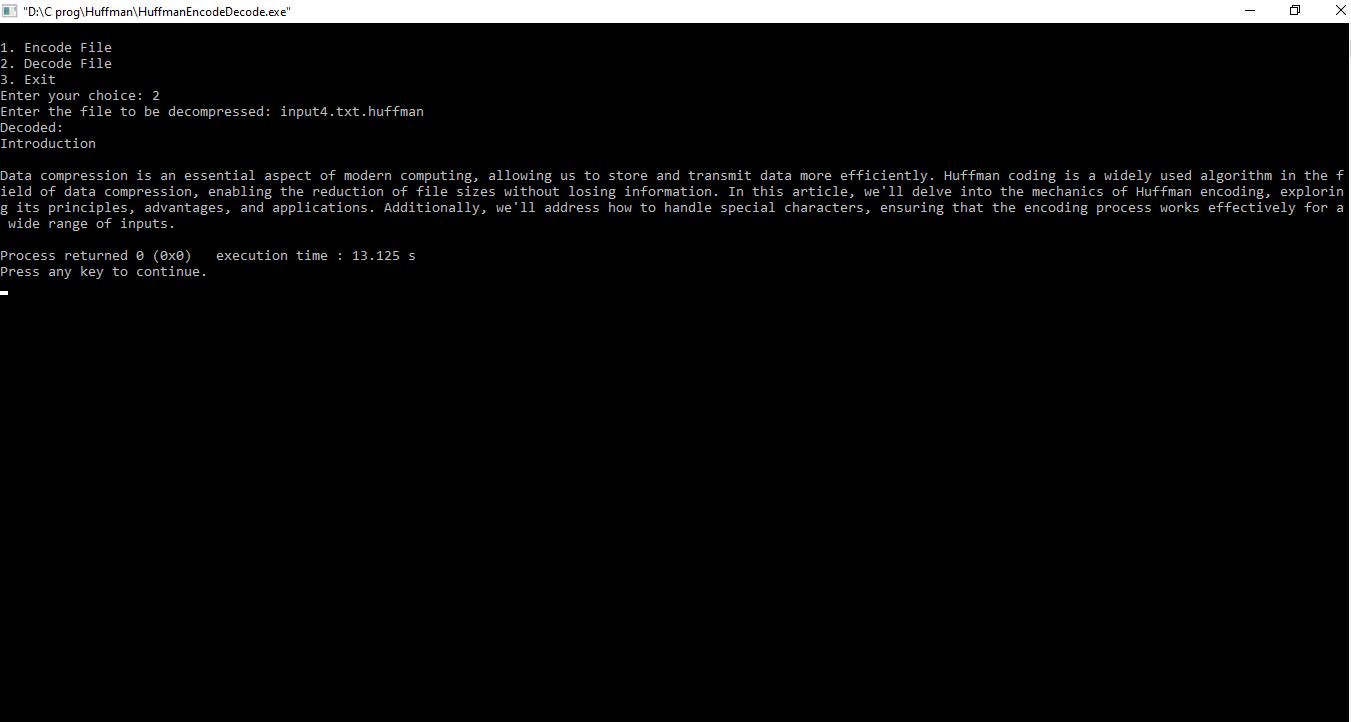 "D:\C prog\Huffman\HuffmanEncodeDecode.exe"
1. Encode File
2. Decode File
3. Exit
Enter your choice: 2
Enter the file to be decompressed: input4.txt.huffman
Decoded:
Introduction
Data compression is an essential aspect of modern computing, allowing us to store and transmit data more efficiently. Huffman coding is a widely used algorithm in the f
ield of data compression, enabling the reduction of file sizes without losing information. In this article, we'll delve into the mechanics of Huffman encoding, explorin
g its principles, advantages, and applications. Additionally, we'll address how to handle special characters, ensuring that the encoding process works effectively for a
 wide range of inputs.
Process returned 0 (0x0)   execution time : 13.125 s
Press any key to continue.